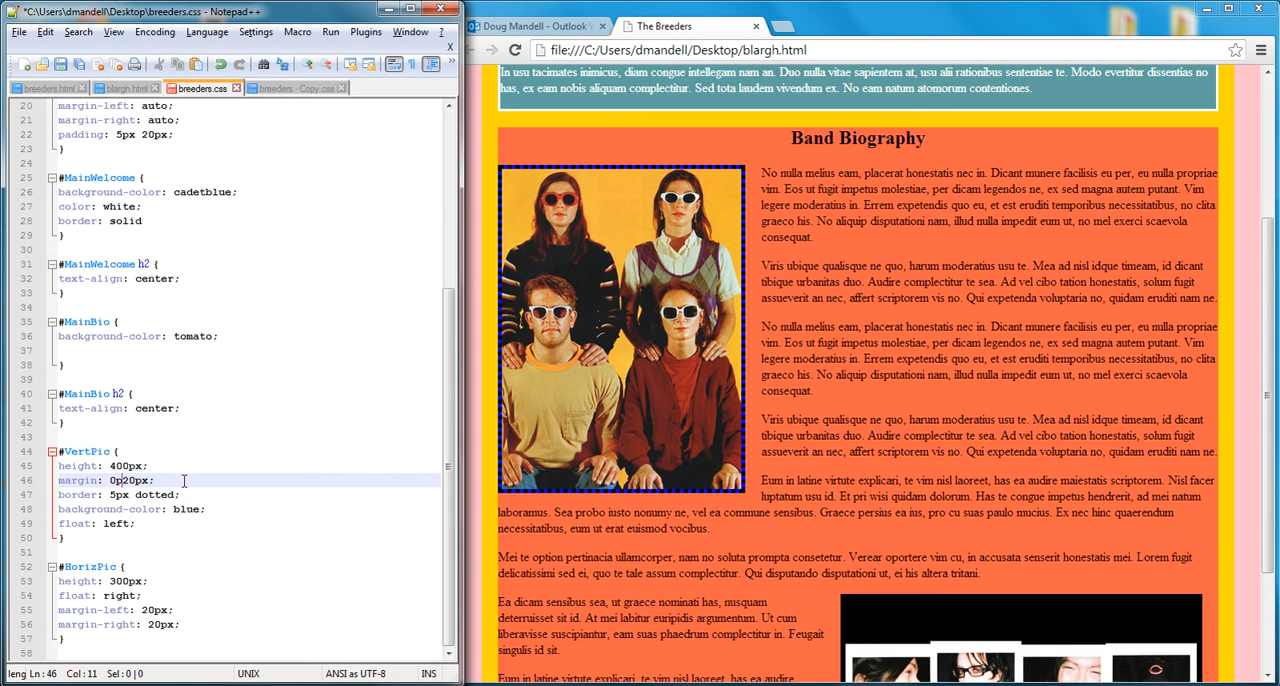 *C:\Users\dmandell\Desktop\breeders.css - Notepad++
File Edit Search View Encoding Language Settings Macro Run Plugins Window ?
X
breeders.html blargh.html breeders.css breeders - Copy.css
20 margin-left: auto;
21 margin-right: auto;
22 padding: 5px 20px;
23 }
24
25 #MainWelcome {
26 background-color: cadetblue;
27 color: white;
28 border: solid
29 }
30
31 #MainWelcome h2 {
32 text-align: center;
33 }
34
35 #MainBio {
36 background-color: tomato;
37
38 }
39
40 #MainBio h2 {
41 text-align: center;
42 }
43
44 #VertPic {
45 height: 400px;
46 margin: 0p20px;
47 border: 5px dotted;
48 background-color: blue;
49 float: left;
50 }
51
52 #HorizPic {
53 height: 300px;
54 float: right;
55 margin-left: 20px;
56 margin-right: 20px;
57 }
58
leng Ln : 46 Col : 11 Sel : 0 | 0 UNIX ANSI as UTF-8 INS
Doug Mandell - Outlook
The Breeders
file:///C:/Users/dmandell/Desktop/blargh.html
In usu tacimates inimicus, diam congue intellegam nam an. Duo nulla vitae sapientem at, usu alii rationibus sententiae te. Modo evertitur dissentias no
has, ex eam nobis aliquam complectitur. Sed tota laudem vivendum ex. No eam natum atomorum contentiones.
Band Biography
No nulla melius eam, placerat honestatis nec in. Dicant munere facilisis eu per, eu nulla propriae
vim. Eos ut fugit impetus molestiae, per dicam legendos ne, ex sed magna autem putant. Vim
legere moderatius in. Errem expetendis quo eu, et est eruditi temporibus necessitatibus, no clita
graeco his. No aliquip disputationi nam, illud nulla impedit eum ut, no mel exerci scaevola
consequat.
Viris ubique qualisque ne quo, harum moderatius usu te. Mea ad nisl idque timeam, id dicant
tibique urbanitas duo. Audire complectitur te sea. Ad vel cibo tation honestatis, solum fugit
assueverit an nec, affert scriptorem vis no. Qui expetenda voluptaria no, quidam eruditi nam ne.
No nulla melius eam, placerat honestatis nec in. Dicant munere facilisis eu per, eu nulla propriae
vim. Eos ut fugit impetus molestiae, per dicam legendos ne, ex sed magna autem putant. Vim
legere moderatius in. Errem expetendis quo eu, et est eruditi temporibus necessitatibus, no clita
graeco his. No aliquip disputationi nam, illud nulla impedit eum ut, no mel exerci scaevola
consequat.
Viris ubique qualisque ne quo, harum moderatius usu te. Mea ad nisl idque timeam, id dicant
tibique urbanitas duo. Audire complectitur te sea. Ad vel cibo tation honestatis, solum fugit
assueverit an nec, affert scriptorem vis no. Qui expetenda voluptaria no, quidam eruditi nam ne.
Eum in latine virtute explicari, te vim nisl laoreet, has ea audire maiestatis scriptorem. Nisl facer
luptatum usu id. Et pri wisi quidam dolorum. Has te congue impetus hendrerit, ad mei natum
laboramus. Sea probo iusto nonumy ne, vel ea commune sensibus. Graece persius ea ius, pro cu suas paulo mucius. Ex nec hinc quaerendum
necessitatibus, eum ut erat euismod vocibus.
Mei te option pertinacia ullamcorper, nam no soluta prompta consetetur. Verear oportere vim cu, in accusata senserit honestatis mei. Lorem fugit
delicatissimi sed ei, quo te tale assum complectitur. Qui disputando disputationi ut, ei his altera tritani.
Ea dicam sensibus sea, ut graece nominati has, nusquam
deterruisset sit id. At mei labitur euripidis argumentum. Ut cum
liberavisse suscipiantur, eam suas phaedrum complectitur in. Feugait
singulis id sit.
Eum in latine virtute explicari, te vim nisl laoreet, has ea audire